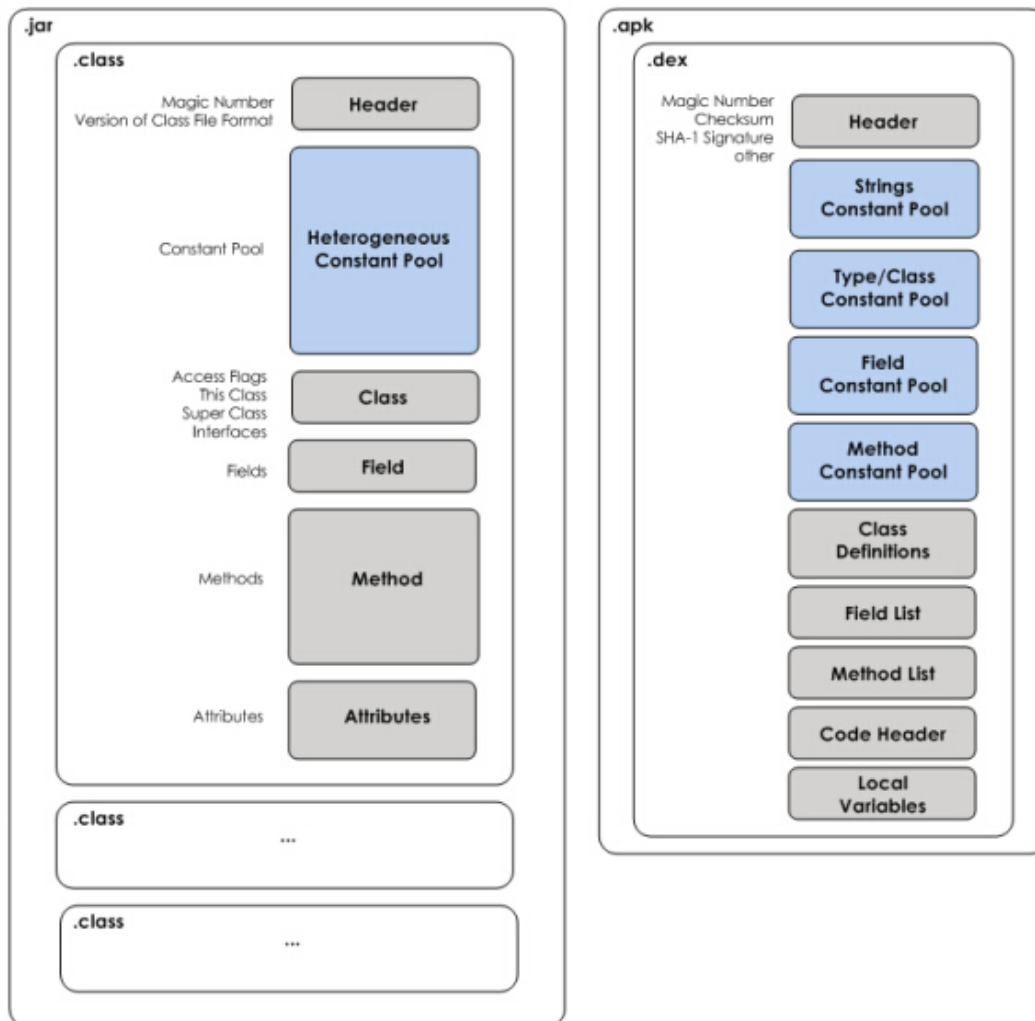 .jar
.class
Magic Number
Version of Class File Format
Header
Constant Pool
Heterogeneous
Constant Pool
Access Flags
This Class
Super Class
Interfaces
Class
Fields
Field
Methods
Method
Attributes
Attributes
.class
...
.class
...
.apk
.dex
Magic Number
Checksum
SHA-1 Signature
other
Header
Strings
Constant Pool
Type/Class
Constant Pool
Field
Constant Pool
Method
Constant Pool
Class
Definitions
Field List
Method List
Code Header
Local
Variables